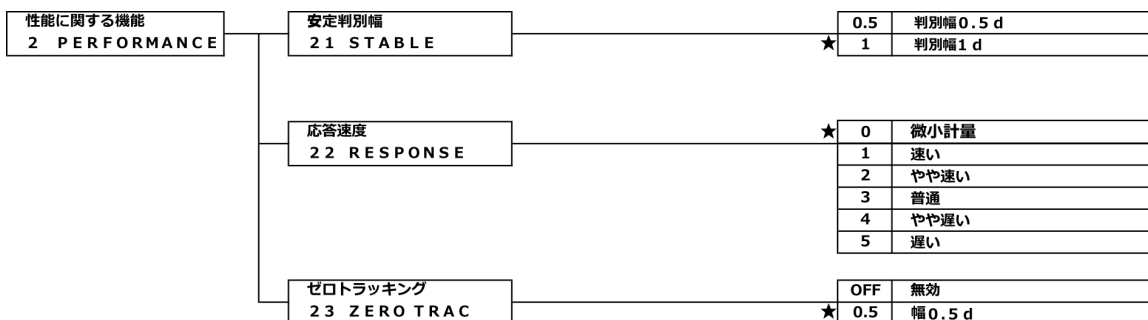 性能に関する機能
2 PERFORMANCE
安定判別幅
21 STABLE
0.5 判別幅0.5d
★ 1 判別幅1d
応答速度
22 RESPONSE
★ 0 微小計量
1 速い
2 やや速い
3 普通
4 やや遅い
5 遅い
ゼロトラッキング
23 ZERO TRAC
OFF 無効
★ 0.5 幅0.5d